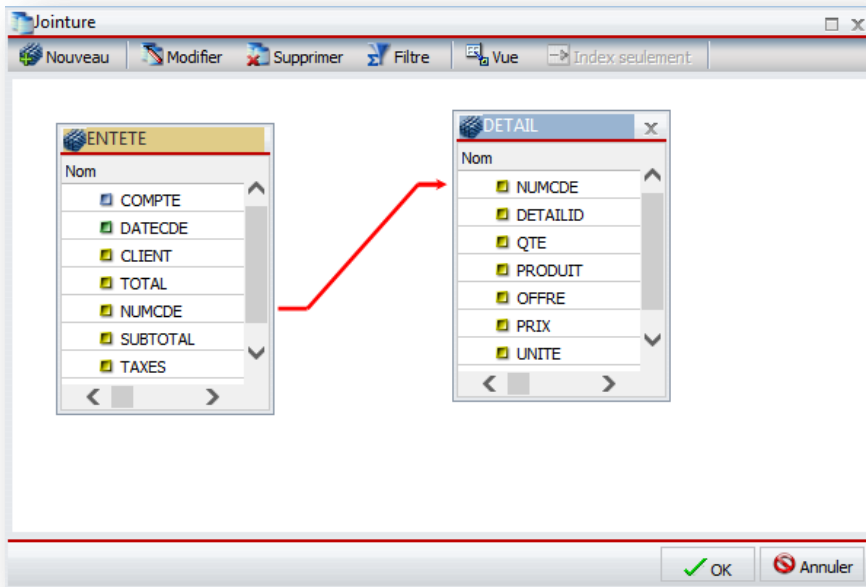 Jointure
Nouveau Modifier Supprimer Filtre Vue Index seulement
ENTETE
Nom
COMPTE
DATECDE
CLIENT
TOTAL
NUMCDE
SUBTOTAL
TAXES
DETAIL
Nom
NUMCDE
DETAILID
QTE
PRODUIT
OFFRE
PRIX
UNITE
OK Annuler